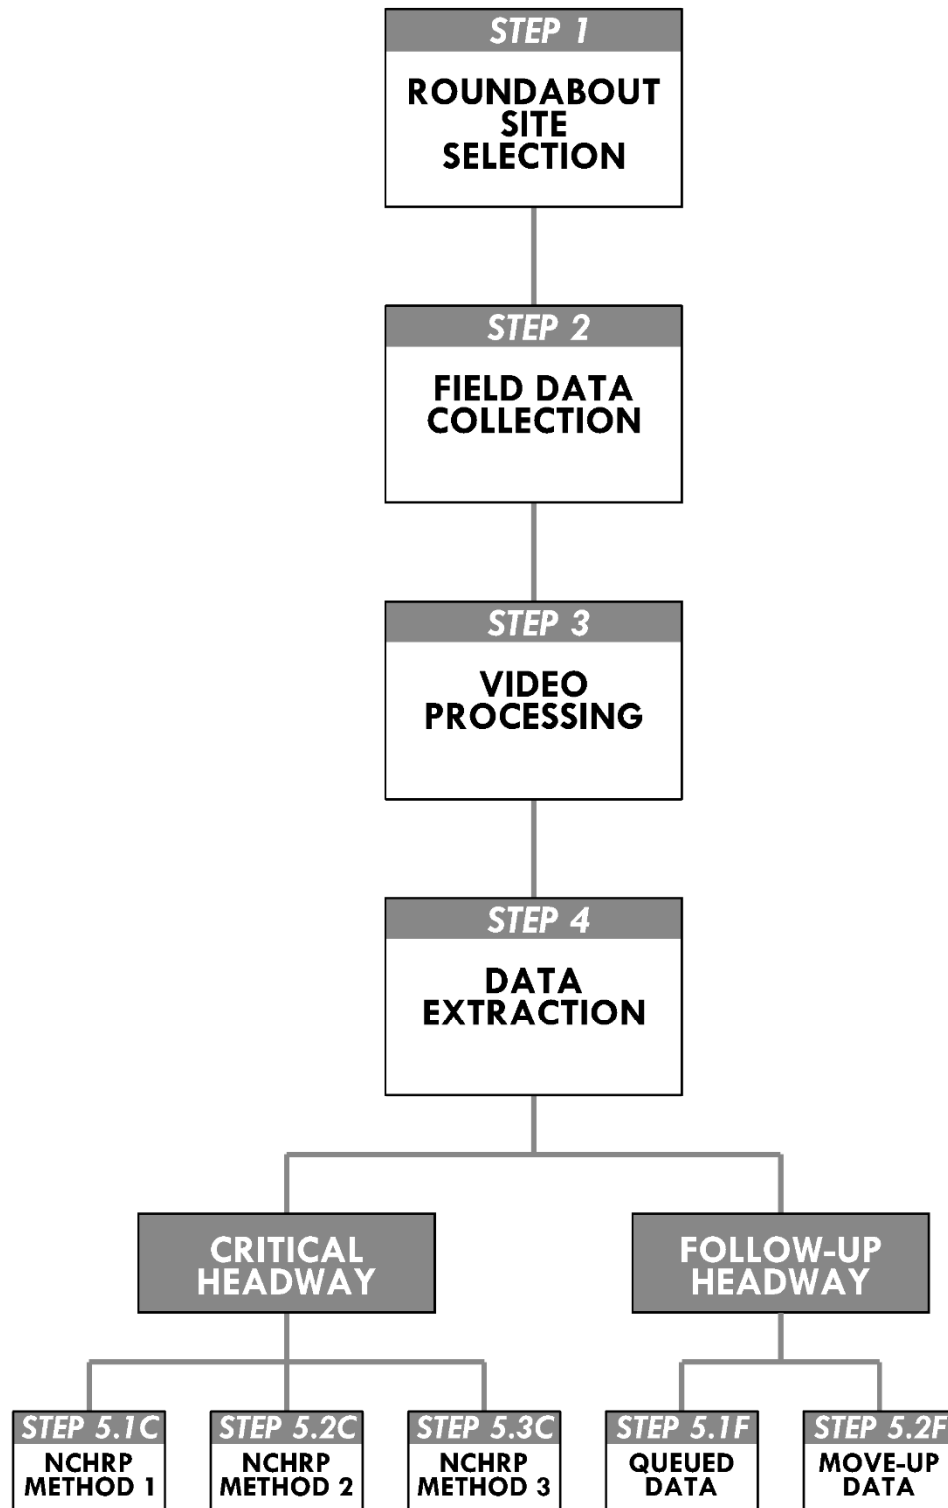 STEP 1
ROUNDABOUT
SITE
SELECTION
STEP 2
FIELD DATA
COLLECTION
STEP 3
VIDEO
PROCESSING
STEP 4
DATA
EXTRACTION
CRITICAL
HEADWAY
FOLLOW-UP
HEADWAY
STEP 5.1C
NCHRP
METHOD 1
STEP 5.2C
NCHRP
METHOD 2
STEP 5.3C
NCHRP
METHOD 3
STEP 5.1F
QUEUED
DATA
STEP 5.2F
MOVE-UP
DATA